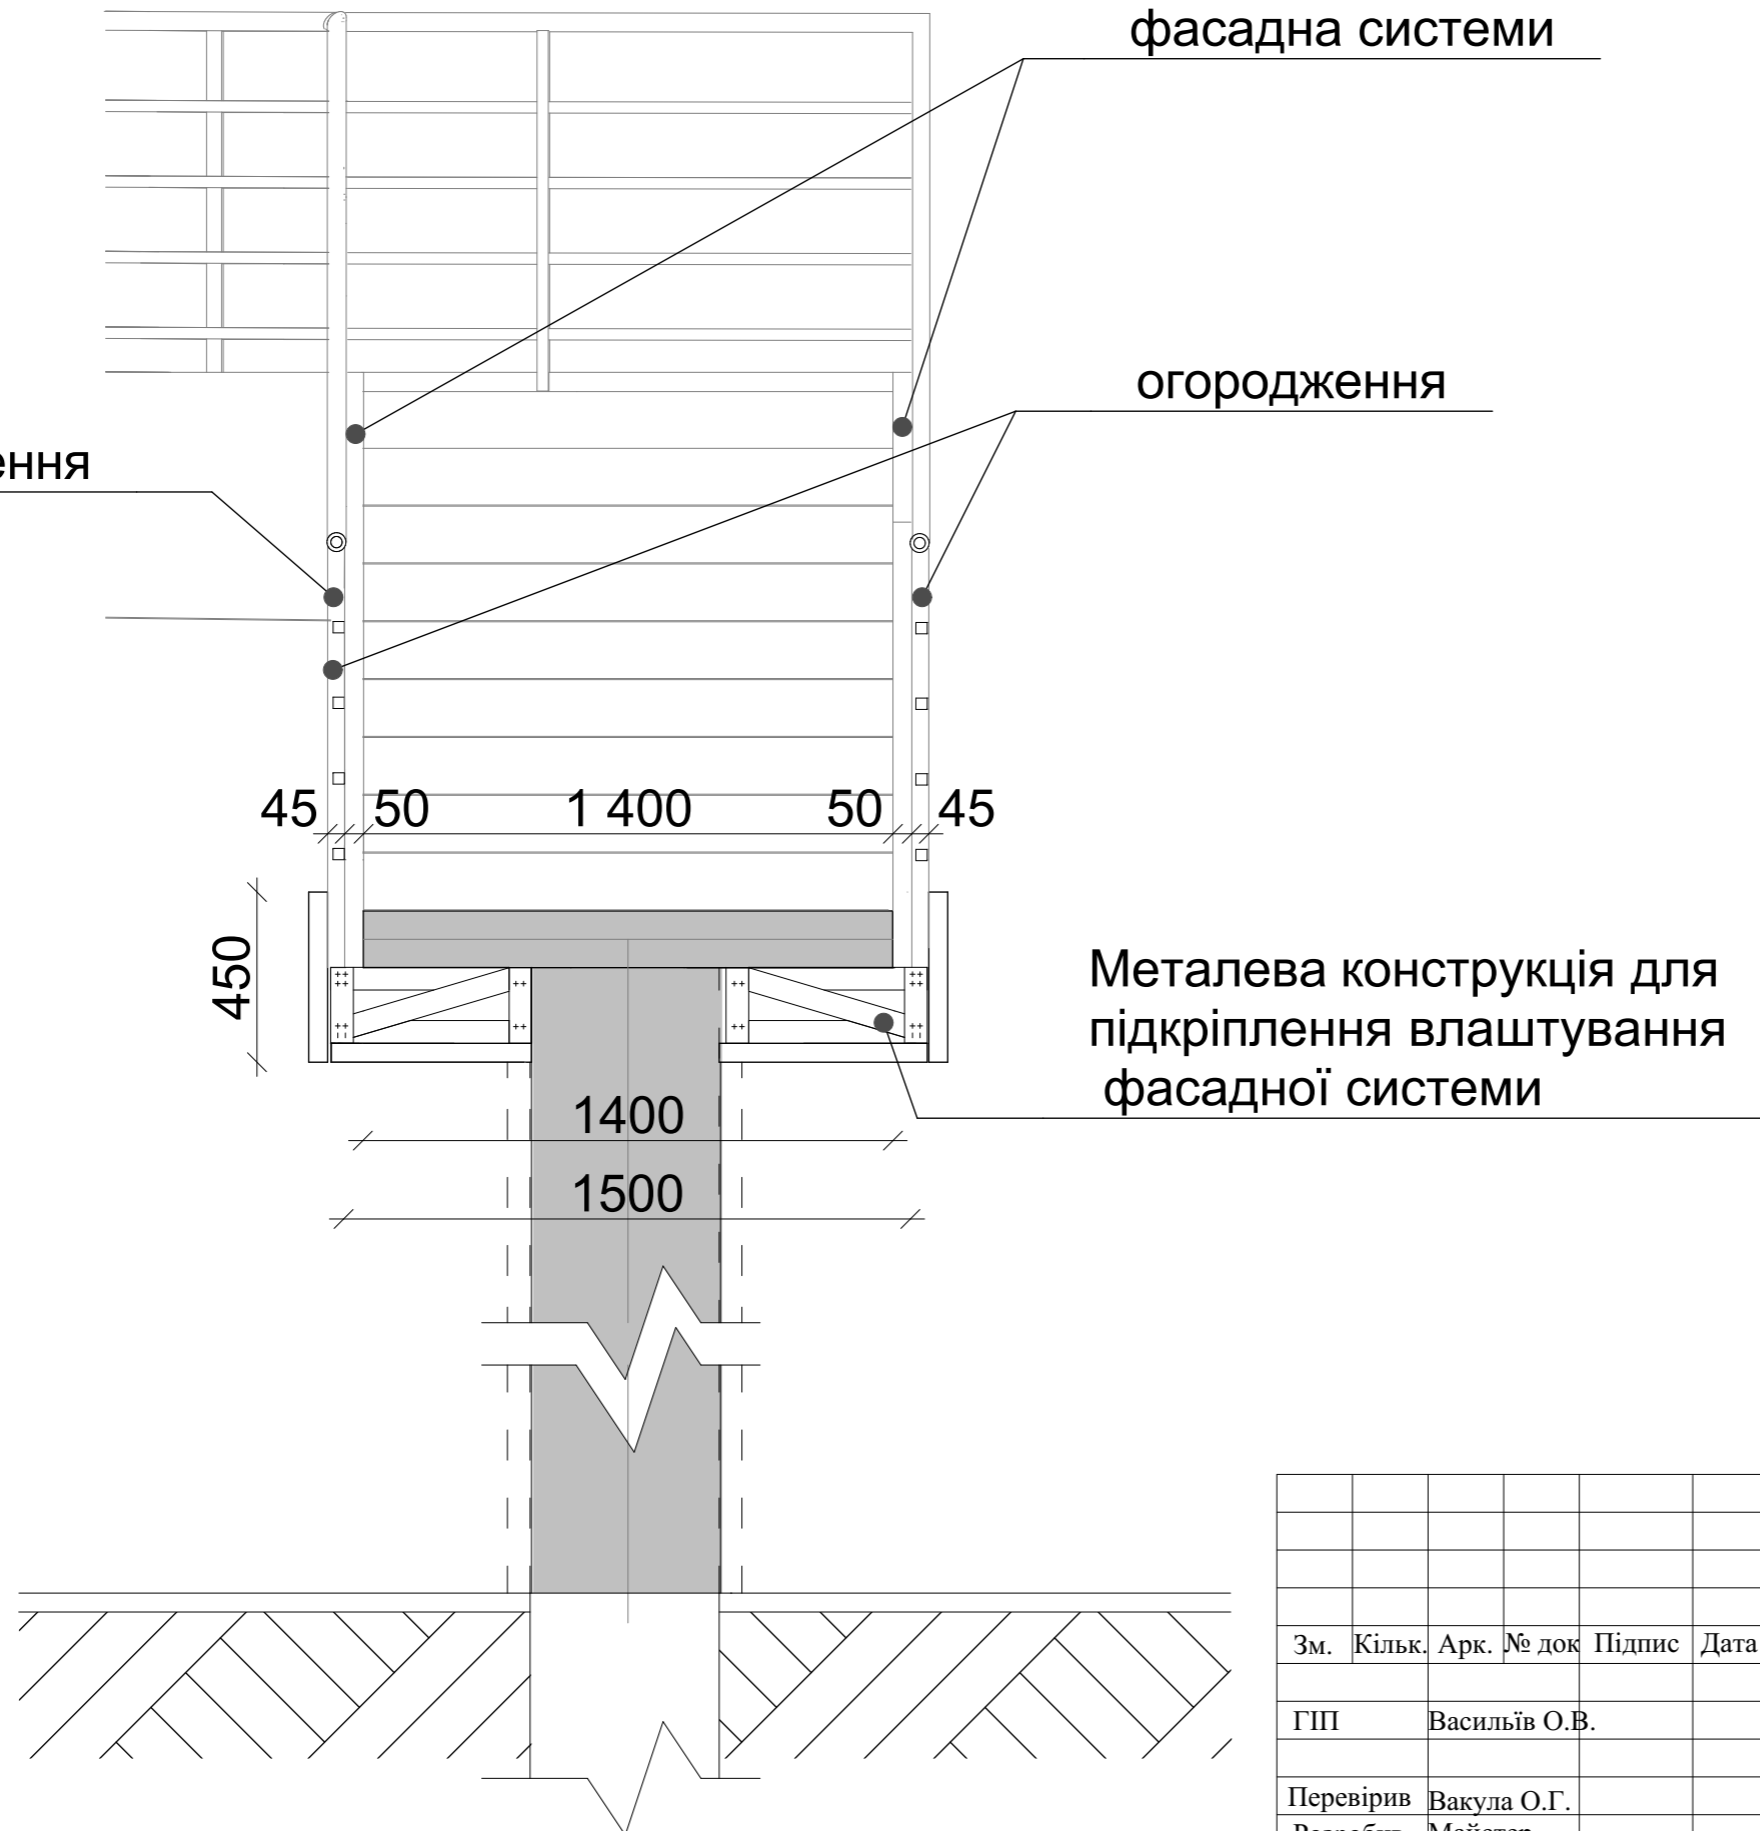 фасадна системи
огородження
ення
45 50 1 400 50 45
450
Металева конструкція для
підкріплення влаштування
фасадної системи
1400
1500
Зм. Кільк. Арк. № док Підпис Дата
ГІП Васильїв О.В.
Перевірив Вакула О.Г.